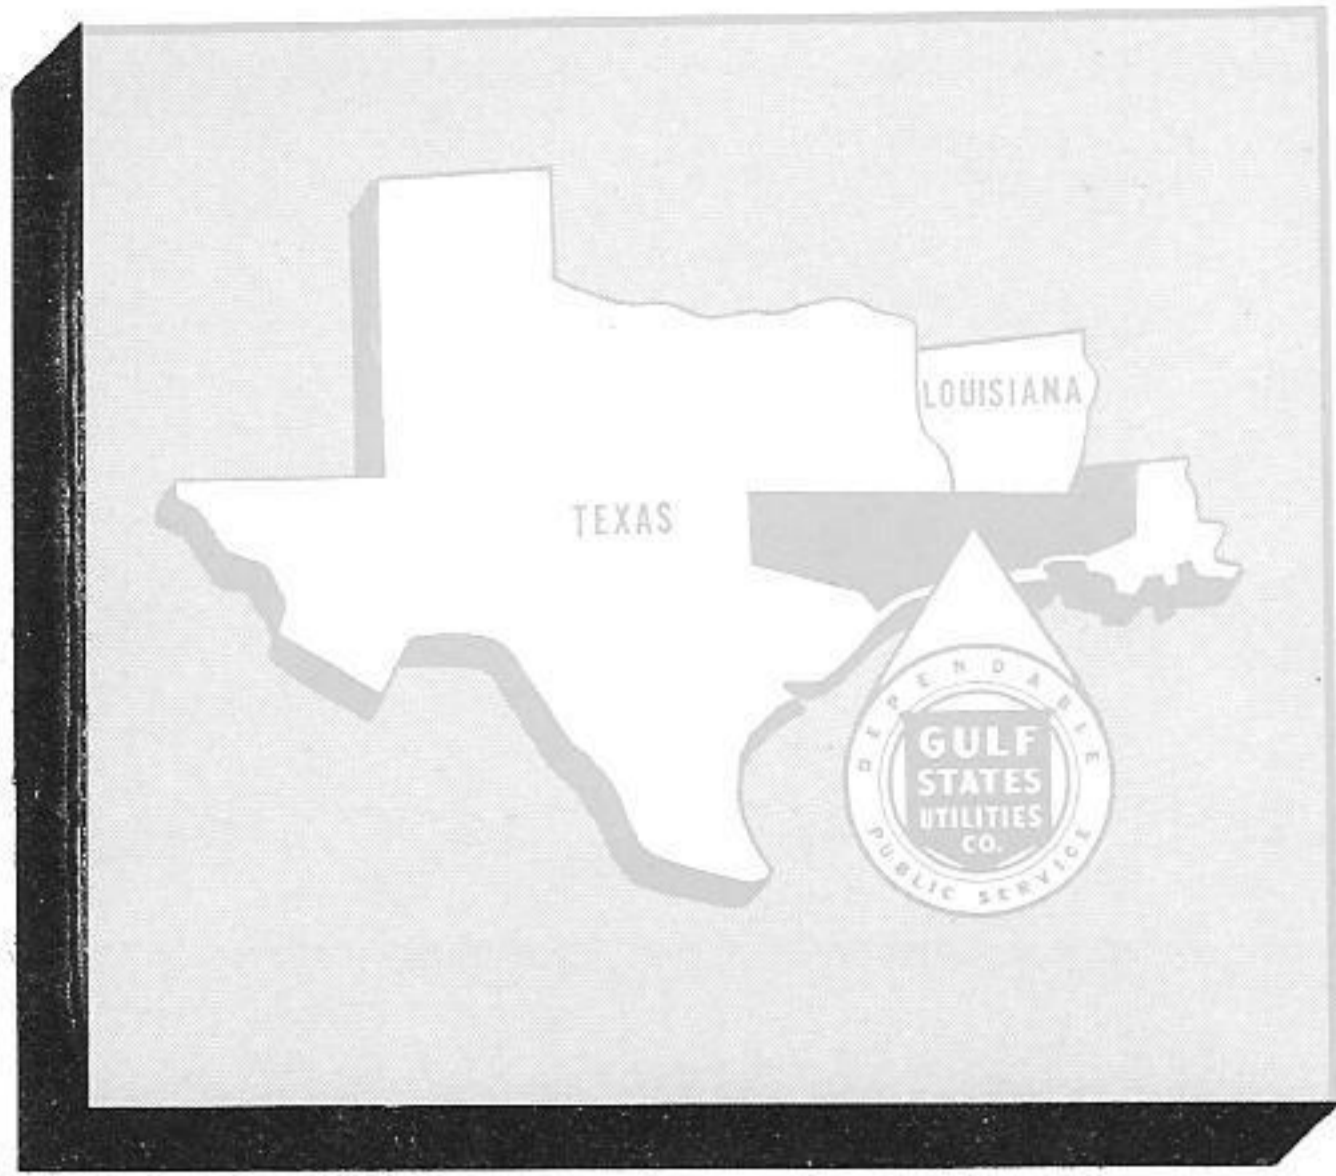 LOUISIANA
TEXAS
DEPENDABLE
GULF
STATES
UTILITIES
CO.
PUBLIC SERVICE